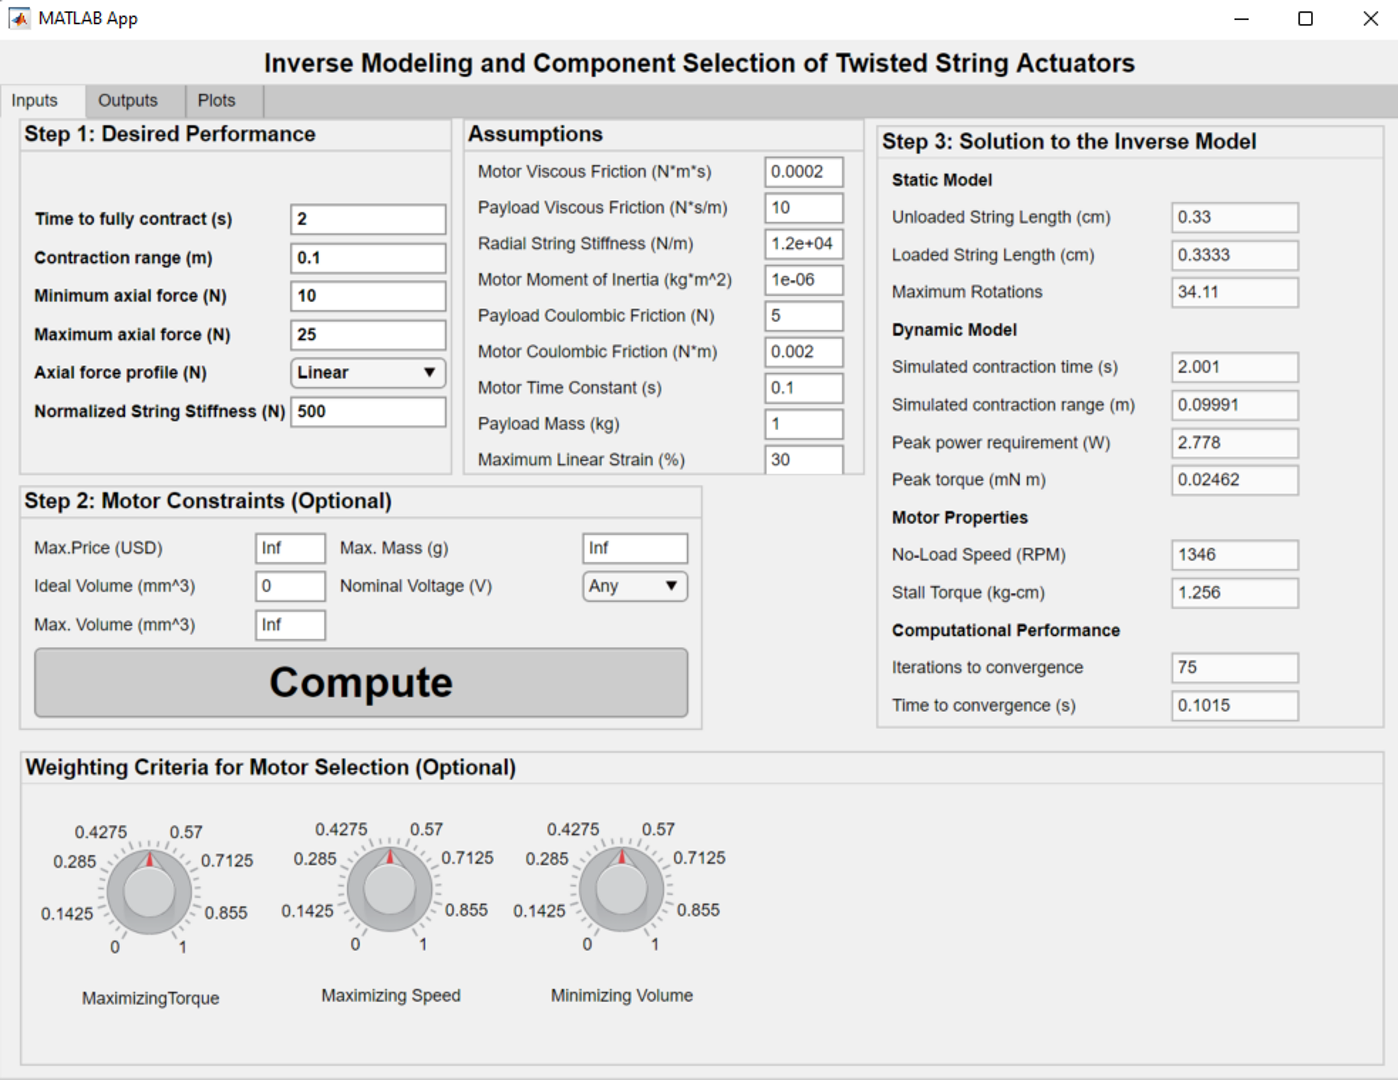 MATLAB App
Inverse Modeling and Component Selection of Twisted String Actuators
Inputs
Outputs
Plots
Step 1: Desired Performance
Time to fully contract (s)
2
Contraction range (m)
0.1
Minimum axial force (N)
10
Maximum axial force (N)
25
Axial force profile (N)
Linear
Normalized String Stiffness (N)
500
Assumptions
Motor Viscous Friction (N*m*s)
0.0002
Payload Viscous Friction (N*s/m)
10
Radial String Stiffness (N/m)
1.2e+04
Motor Moment of Inertia (kg*m^2)
1e-06
Payload Coulombic Friction (N)
5
Motor Coulombic Friction (N*m)
0.002
Motor Time Constant (s)
0.1
Payload Mass (kg)
1
Maximum Linear Strain (%)
30
Step 2: Motor Constraints (Optional)
Max.Price (USD)
Inf
Max. Mass (g)
Inf
Ideal Volume (mm^3)
0
Nominal Voltage (V)
Any
Max. Volume (mm^3)
Inf
Compute
Step 3: Solution to the Inverse Model
Static Model
Unloaded String Length (cm)
0.33
Loaded String Length (cm)
0.3333
Maximum Rotations
34.11
Dynamic Model
Simulated contraction time (s)
2.001
Simulated contraction range (m)
0.09991
Peak power requirement (W)
2.778
Peak torque (mN m)
0.02462
Motor Properties
No-Load Speed (RPM)
1346
Stall Torque (kg-cm)
1.256
Computational Performance
Iterations to convergence
75
Time to convergence (s)
0.1015
Weighting Criteria for Motor Selection (Optional)
0.4275
0.57
0.285
0.7125
0.1425
0.855
0
1
MaximizingTorque
0.4275
0.57
0.285
0.7125
0.1425
0.855
0
1
Maximizing Speed
0.4275
0.57
0.285
0.7125
0.1425
0.855
0
1
Minimizing Volume